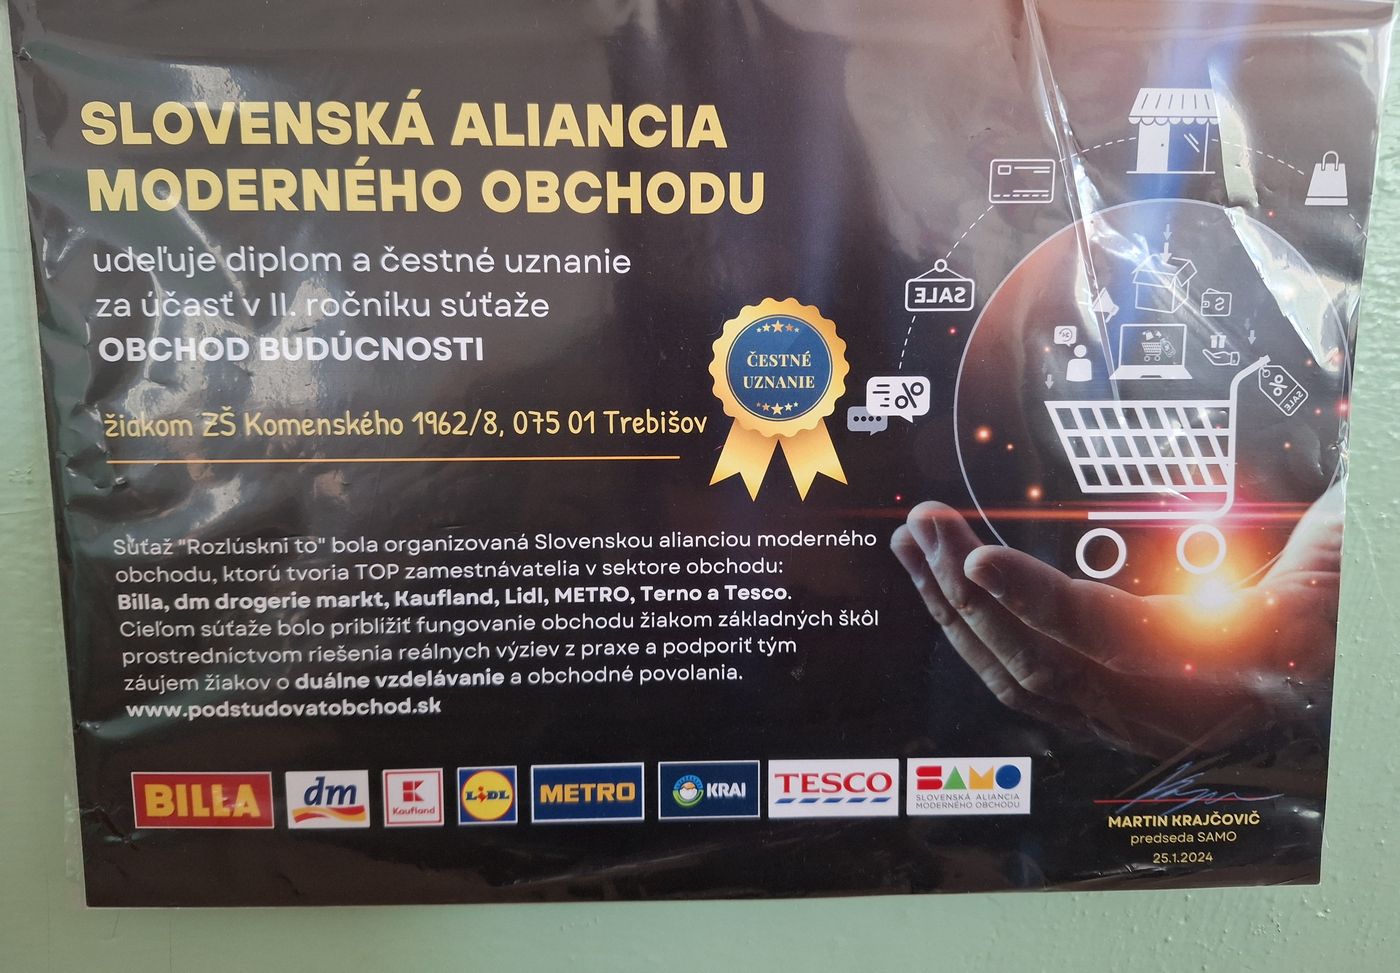 SLOVENSKÁ ALIANCIA
MODERNÉHO OBCHODU
udeľuje diplom a čestné uznanie
za účasť v II. ročníku súťaže
OBCHOD BUDÚCNOSTI
žiakom ZŠ Komenského 1962/8, 075 01 Trebišov
ČESTNÉ
UZNANIE
SALE
%
%
SALE
$
Súťaž "Rozlúskni to" bola organizovaná Slovenskou alianciou moderného
obchodu, ktorú tvoria TOP zamestnávatelia v sektore obchodu:
Billa, dm drogerie markt, Kaufland, Lidl, METRO, Terno a Tesco.
Cieľom súťaže bolo priblížiť fungovanie obchodu žiakom základných škôl
prostredníctvom riešenia reálnych výziev z praxe a podporiť tým
záujem žiakov o duálne vzdelávanie a obchodné povolania.
www.podstudovatobchod.sk
BILLA
dm
K
Kaufland
LIDL
METRO
KRAJ
TESCO
SAMO
SLOVENSKÁ ALIANCIA
MODERNÉHO OBCHODU
MARTIN KRAJČOVIČ
predseda SAMO
25.1.2024